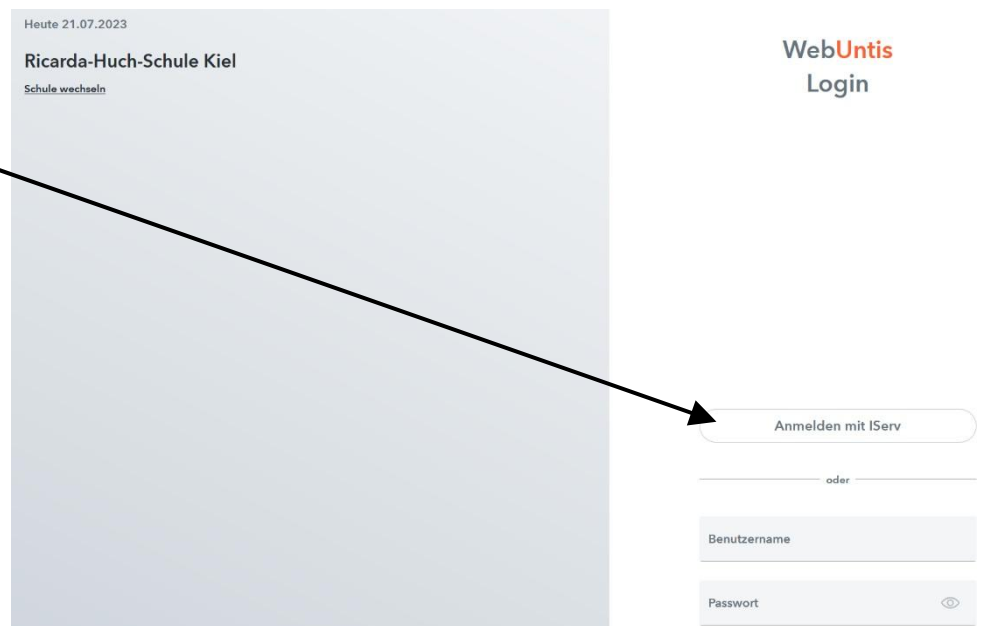 Heute 21.07.2023
Ricarda-Huch-Schule Kiel
Schule wechseln
WebUntis
Login
Anmelden mit IServ
oder
Benutzername
Passwort